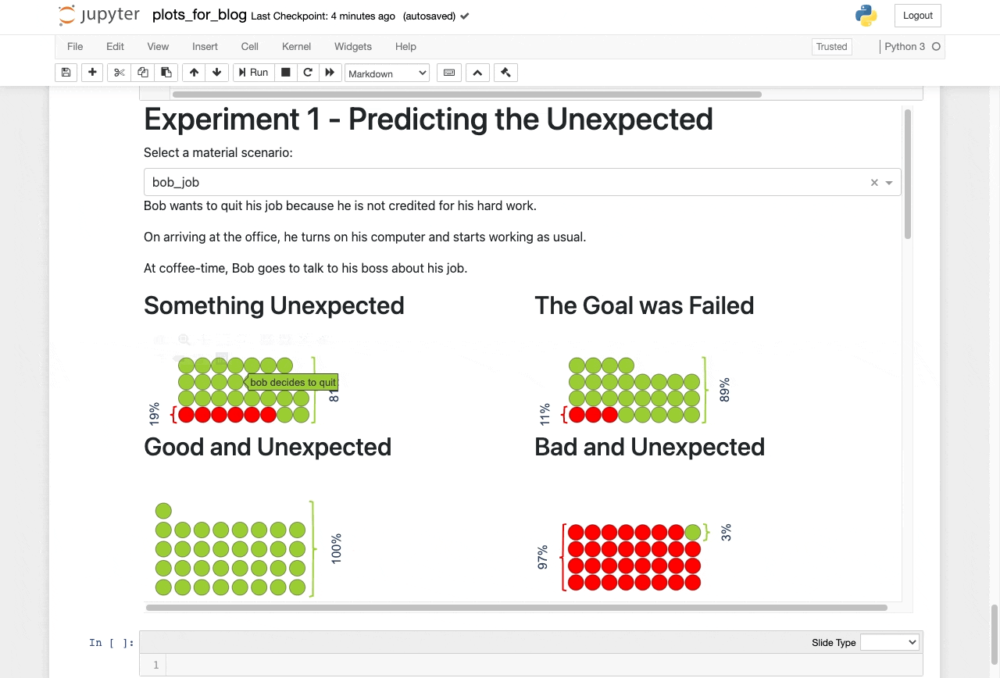 jupyter plots_for_blog Last Checkpoint: 4 minutes ago (autosaved)
Logout
File Edit View Insert Cell Kernel Widgets Help
Trusted
Python 3
Run
Markdown
Experiment 1 - Predicting the Unexpected
Select a material scenario:
bob_job
Bob wants to quit his job because he is not credited for his hard work.
On arriving at the office, he turns on his computer and starts working as usual.
At coffee-time, Bob goes to talk to his boss about his job.
Something Unexpected
The Goal was Failed
bob decides to quit
19%
11%
89%
Good and Unexpected
Bad and Unexpected
100%
97%
3%
In [ ]:
Slide Type
1